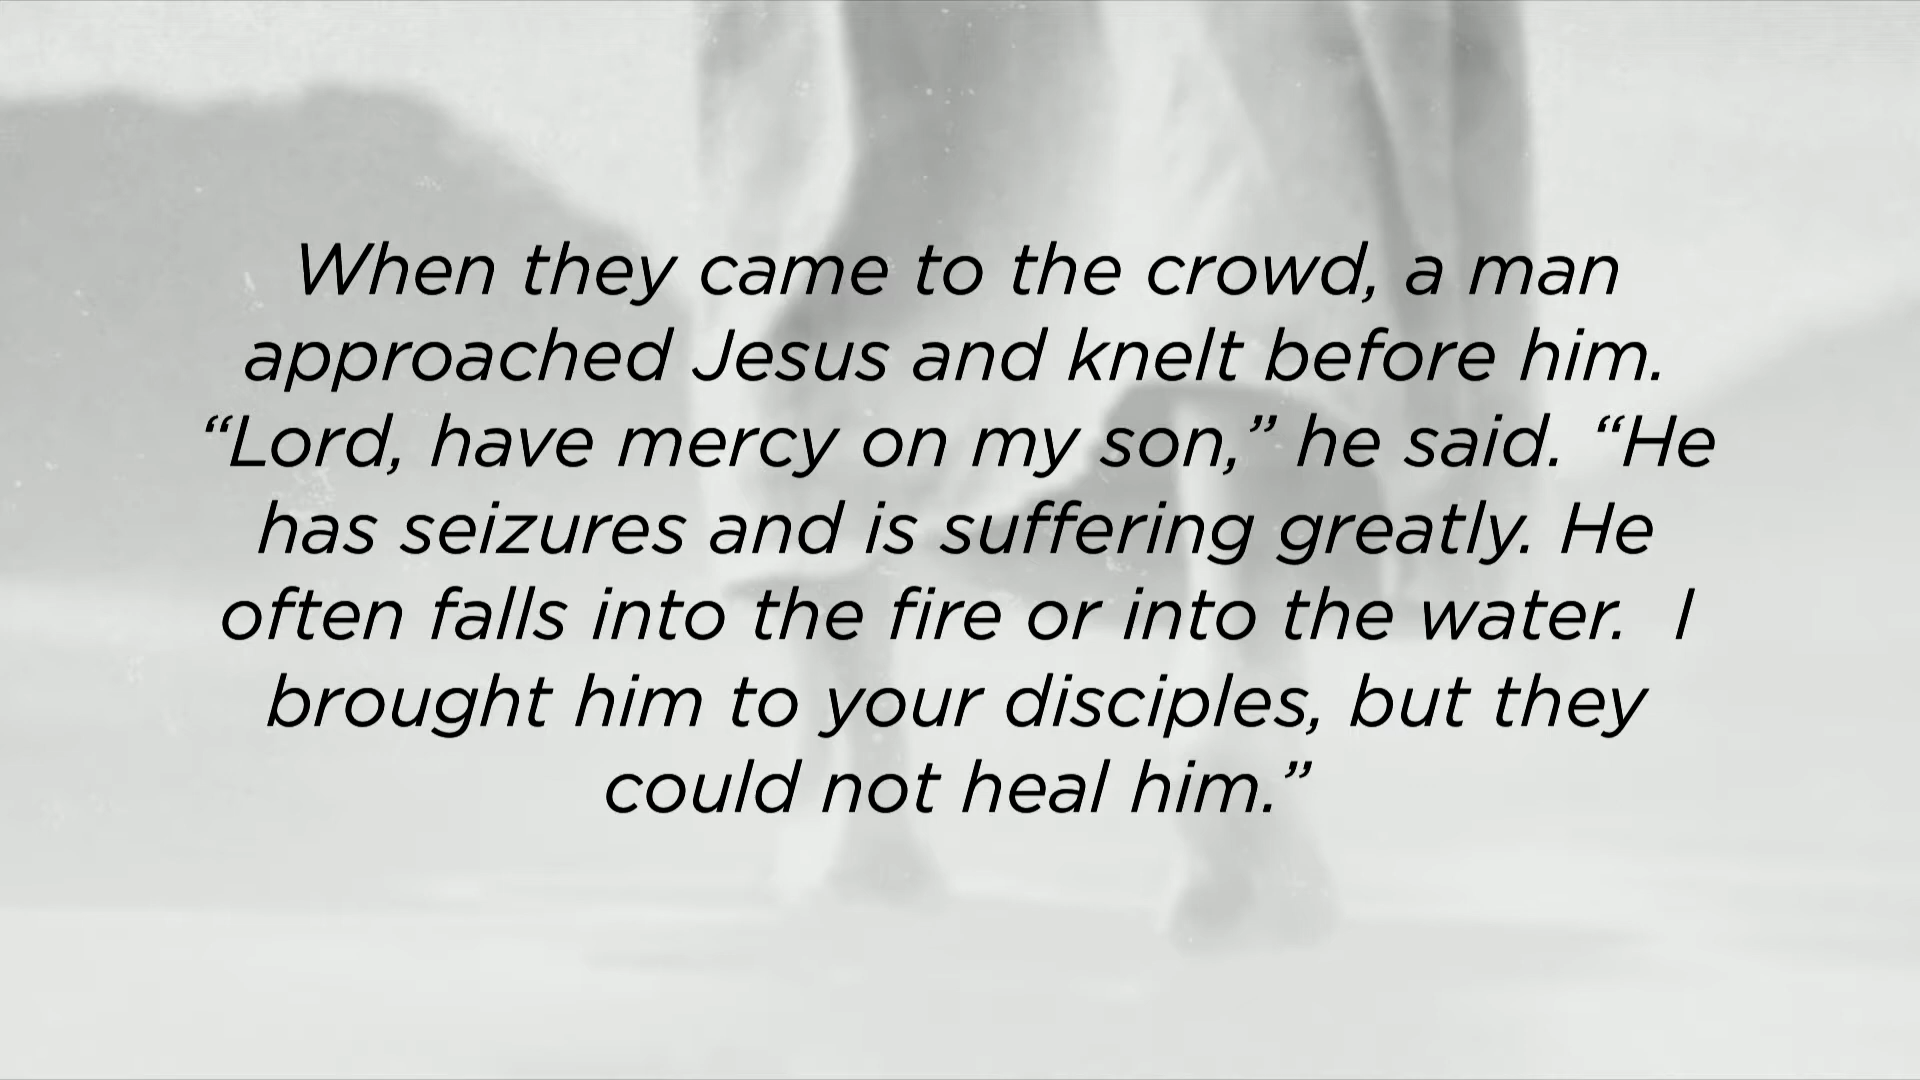 When they came to the crowd, a man
approached Jesus and knelt before him.
“Lord, have mercy on my son,” he said. “He
has seizures and is suffering greatly. He
often falls into the fire or into the water.  I
brought him to your disciples, but they
could not heal him.”